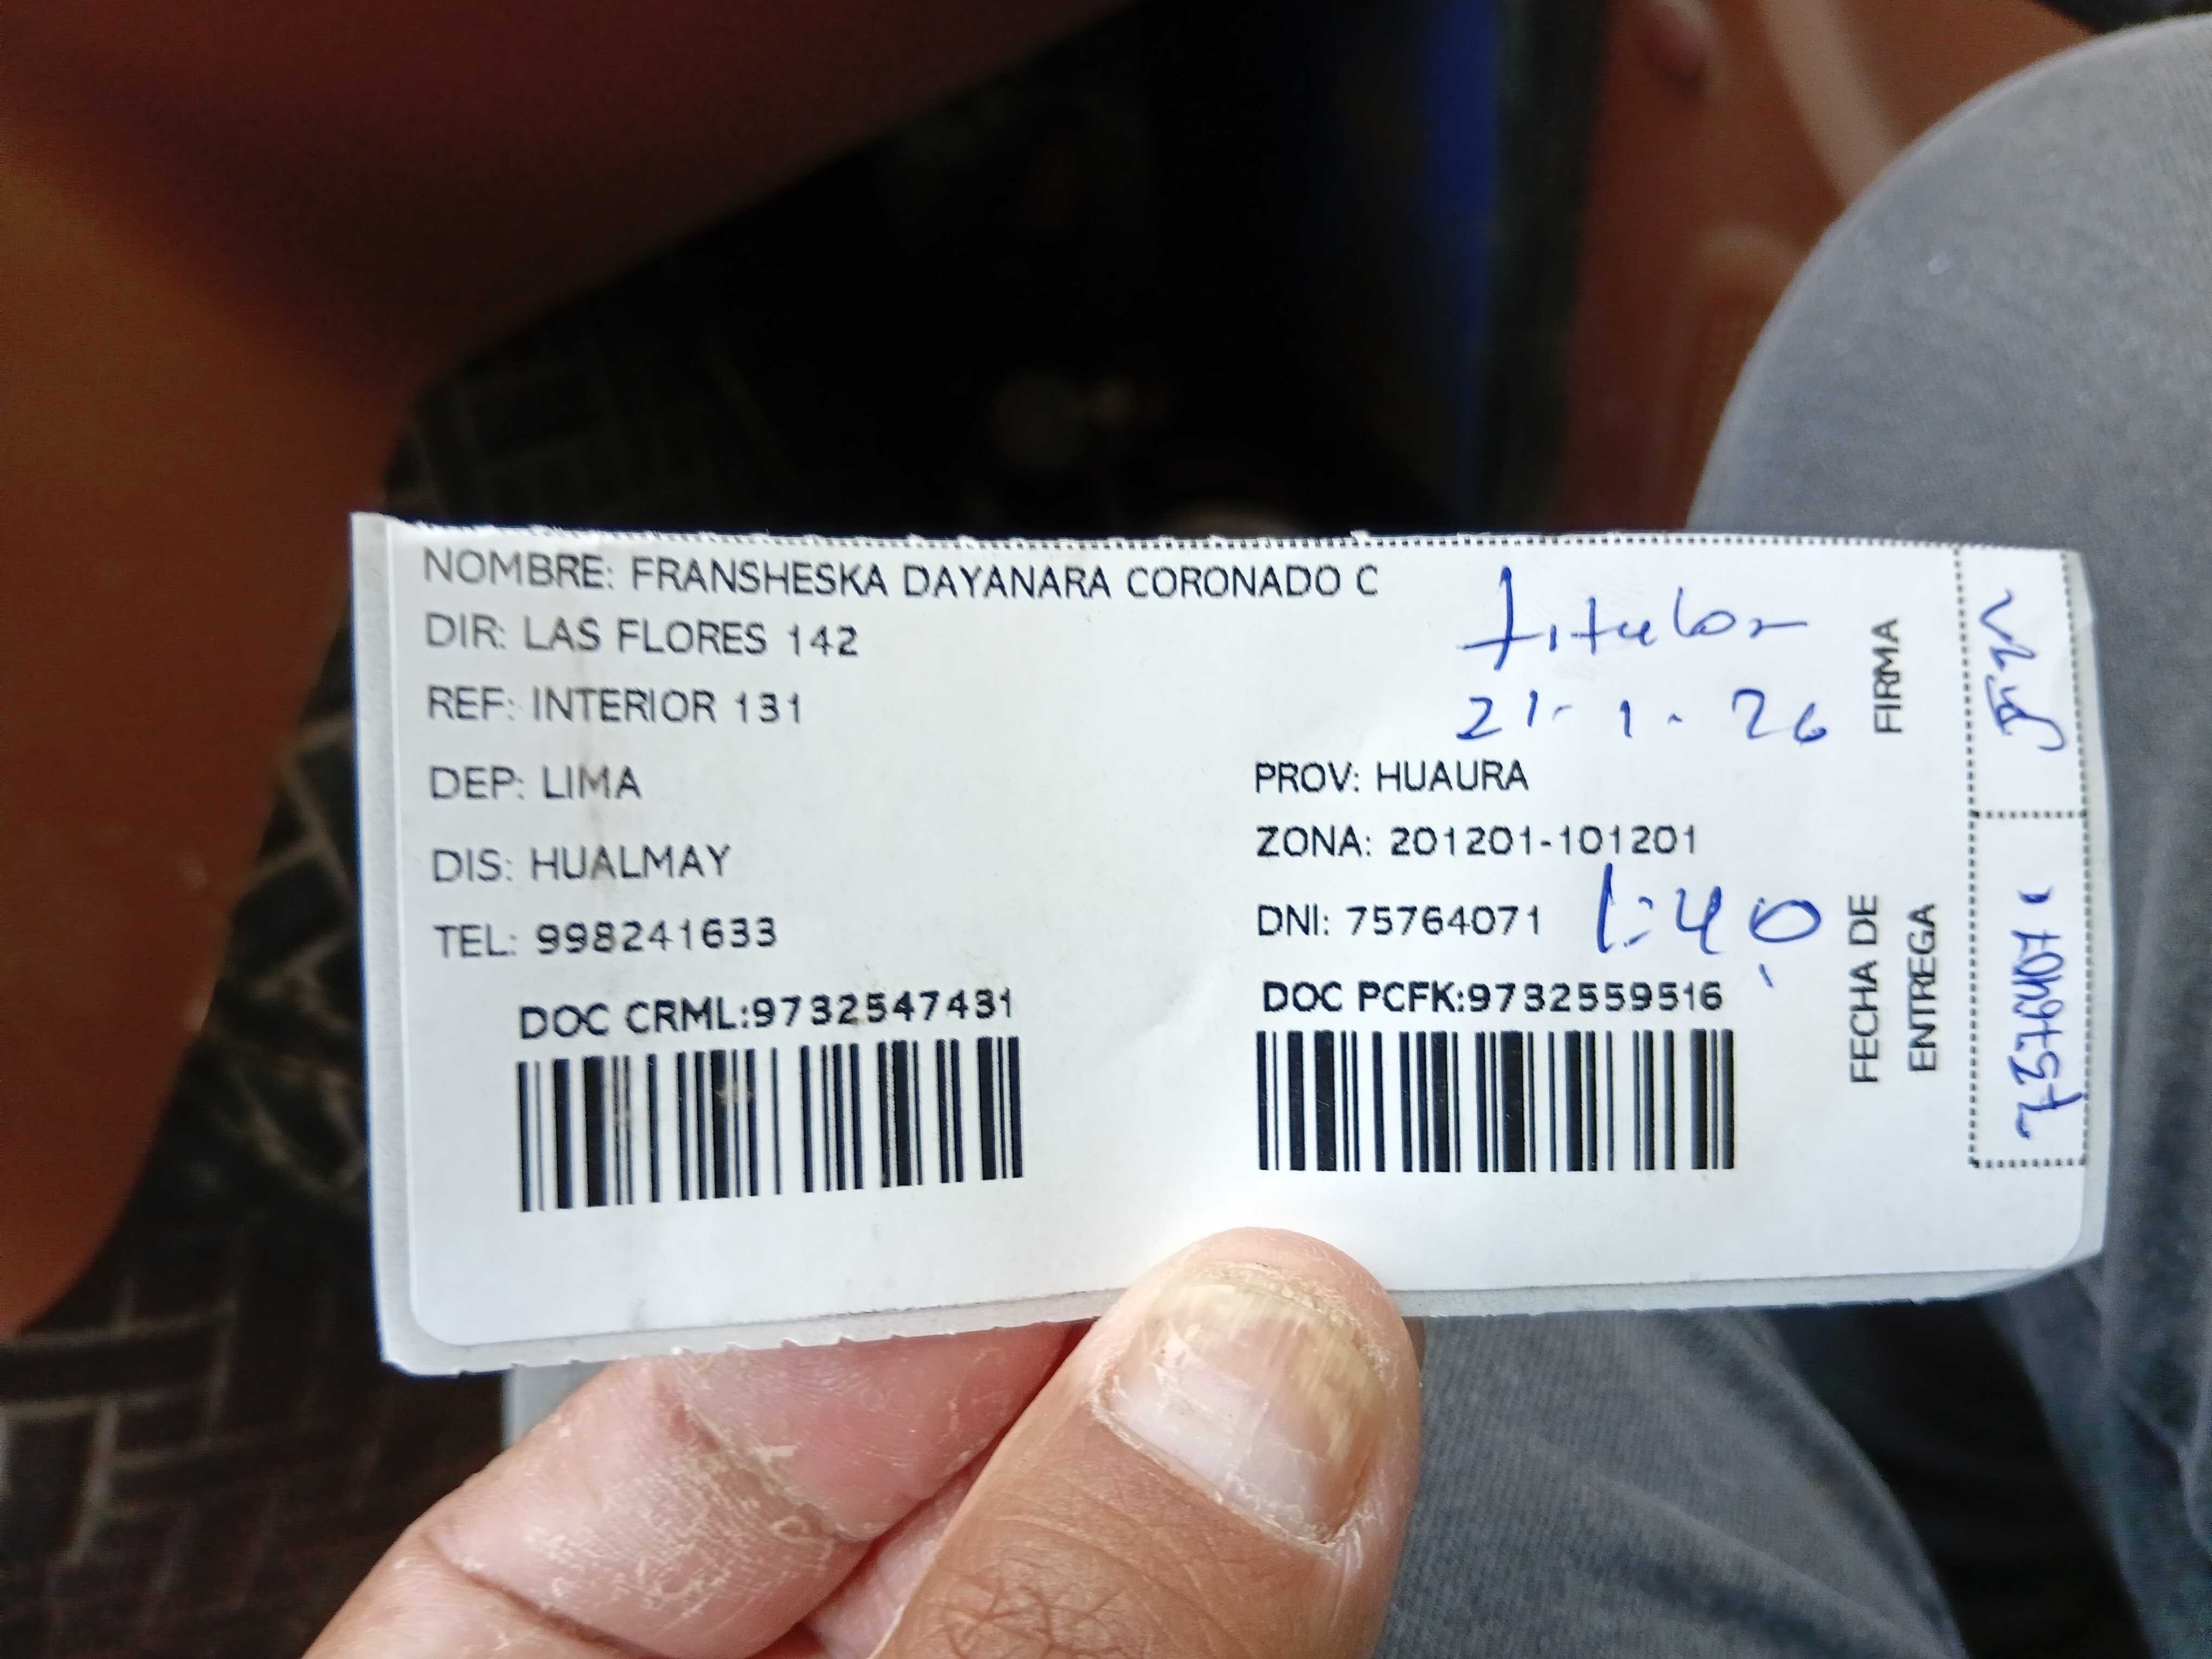 NOMBRE: FRANSHESKA DAYANARA CORONADO C
DIR: LAS FLORES 142
REF: INTERIOR 131
DEP: LIMA
DIS: HUALMAY
TEL: 998241633
DOC CRML:9732547431
titular
21-1-26
PROV: HUAURA
ZONA: 201201-101201
DNI: 75764071
1:40
DOC PCFK:9732559516
FIRMA
FECHA DE
ENTREGA
75764071